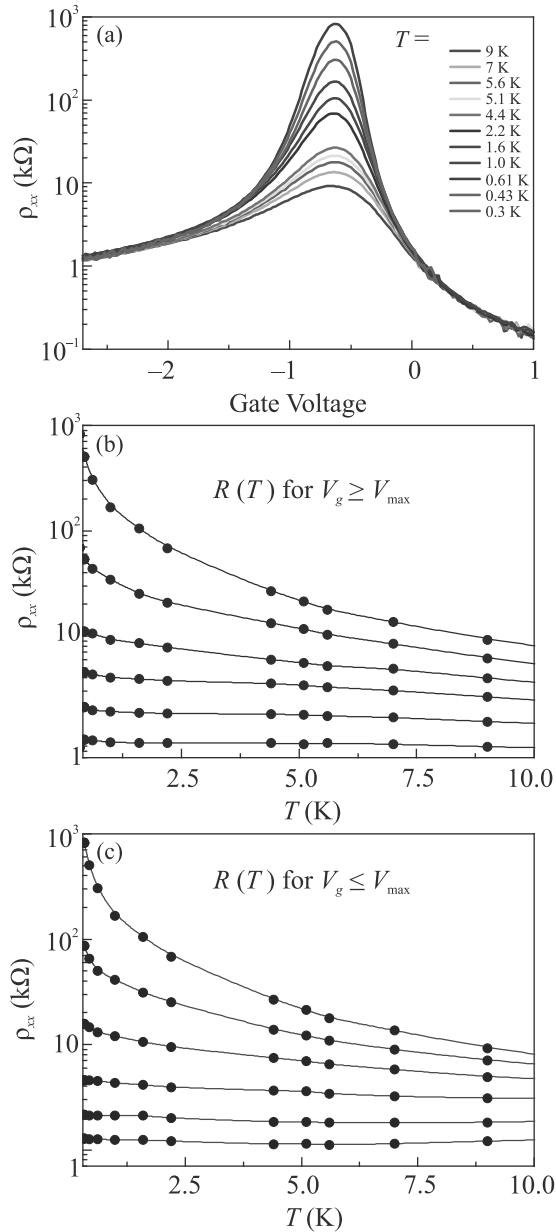 (a)
T =
9 K
7 K
5.6 K
5.1 K
4.4 K
2.2 K
1.6 K
1.0 K
0.61 K
0.43 K
0.3 K
10³
10²
10
1
10⁻¹
ρxx (kΩ)
−2 −1 0 1
Gate Voltage
(b)
R (T) for Vg ≥ Vmax
10³
10²
10
1
ρxx (kΩ)
2.5 5.0 7.5 10.0
T (K)
(c)
R (T) for Vg ≤ Vmax
10³
10²
10
1
ρxx (kΩ)
2.5 5.0 7.5 10.0
T (K)